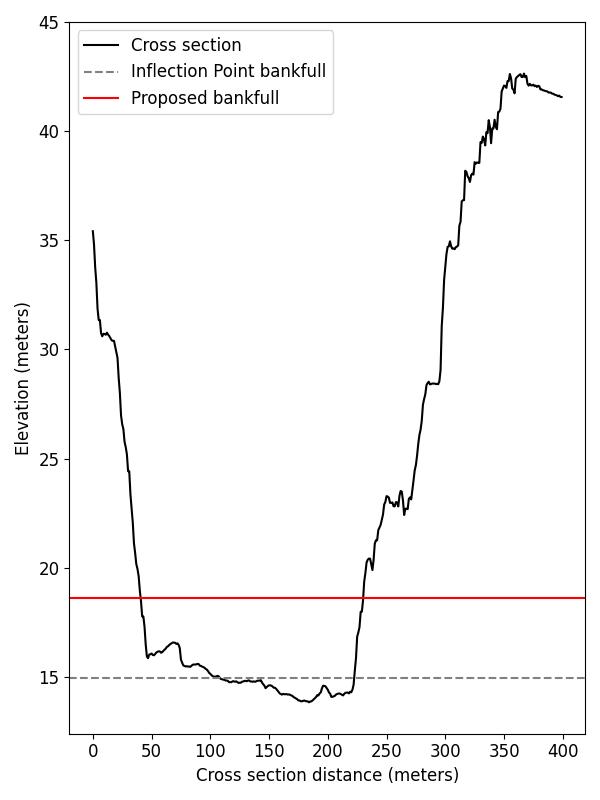 Cross section
Inflection Point bankfull
Proposed bankfull
45
40
35
30
25
20
15
Elevation (meters)
0 50 100 150 200 250 300 350 400
Cross section distance (meters)